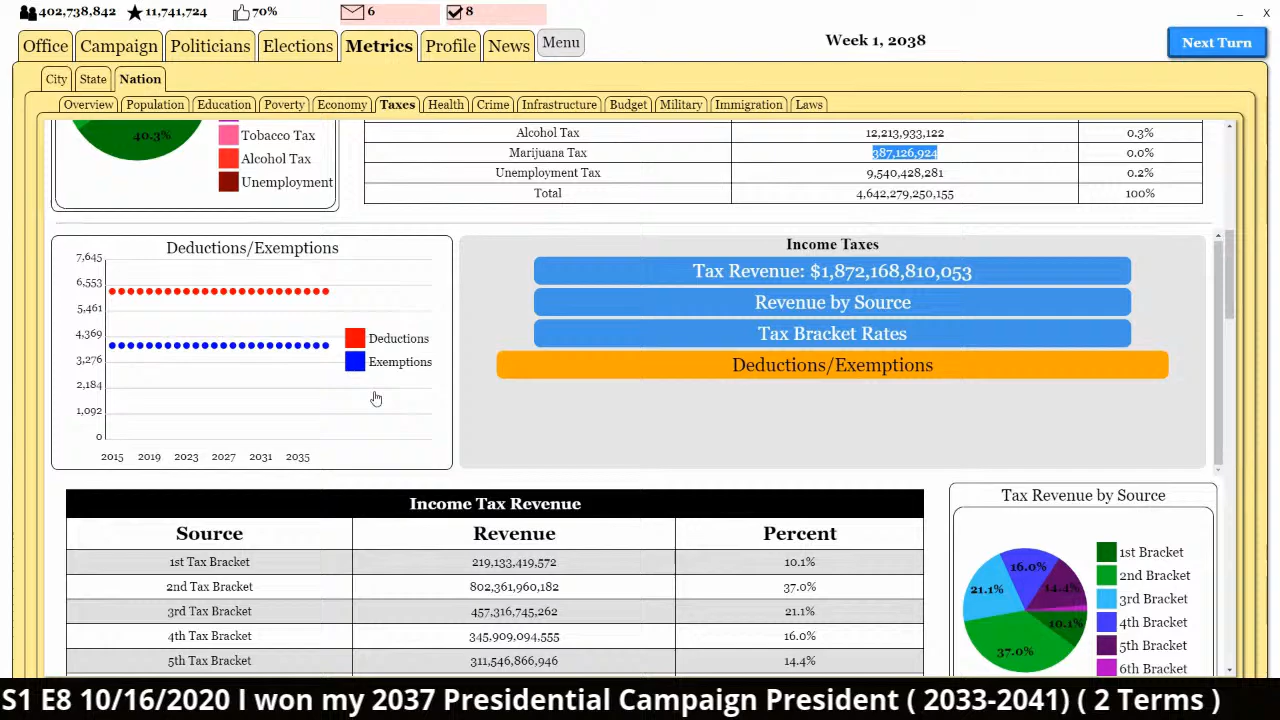 402,738,842 11,741,724 70% 6 8
_ X
Office Campaign Politicians Elections Metrics Profile News Menu
Week 1, 2038
Next Turn
City State Nation
Overview Population Education Poverty Economy Taxes Health Crime Infrastructure Budget Military Immigration Laws
40.3%
Tobacco Tax
Alcohol Tax
Unemployment
Alcohol Tax 12,213,933,122 0.3%
Marijuana Tax 387,126,924 0.0%
Unemployment Tax 9,540,428,281 0.2%
Total 4,642,279,250,155 100%
Deductions/Exemptions
7,645
6,553
5,461
4,369
3,276
2,184
1,092
0
2015 2019 2023 2027 2031 2035
Deductions
Exemptions
Income Taxes
Tax Revenue: $1,872,168,810,053
Revenue by Source
Tax Bracket Rates
Deductions/Exemptions
Income Tax Revenue
Source Revenue Percent
1st Tax Bracket 219,133,419,572 10.1%
2nd Tax Bracket 802,361,960,182 37.0%
3rd Tax Bracket 457,316,745,262 21.1%
4th Tax Bracket 345,909,094,555 16.0%
5th Tax Bracket 311,546,866,946 14.4%
Tax Revenue by Source
16.0%
21.1%
14.4%
10.1%
37.0%
1st Bracket
2nd Bracket
3rd Bracket
4th Bracket
5th Bracket
6th Bracket
S1 E8 10/16/2020 I won my 2037 Presidential Campaign President ( 2033-2041) ( 2 Terms )